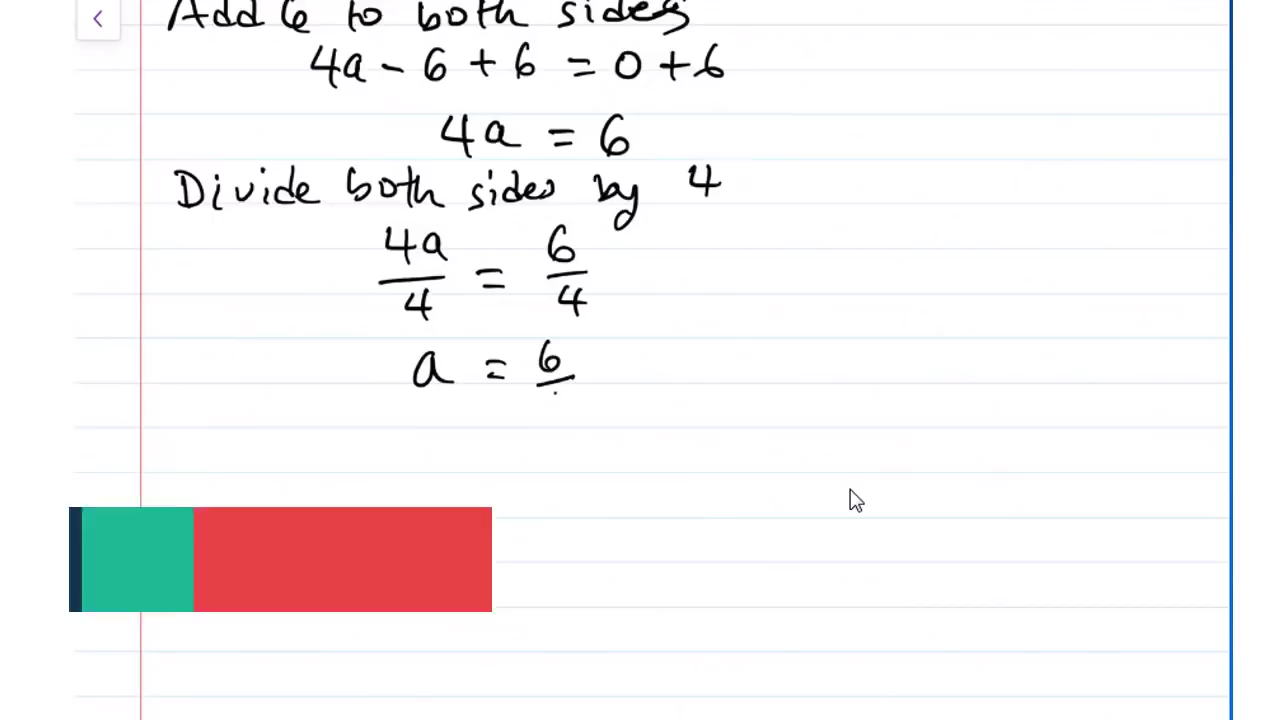 Add 6 to both sides
4a - 6 + 6 = 0 + 6
4a = 6
Divide both sides by 4
4a/4 = 6/4
a = 6/